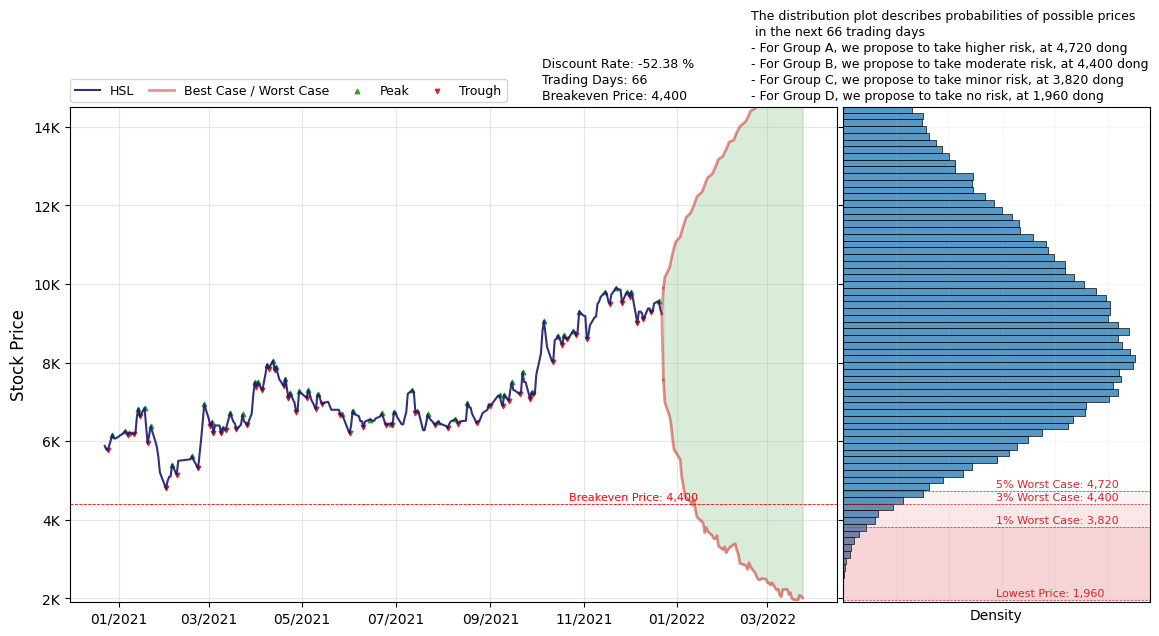 The distribution plot describes probabilities of possible prices
in the next 66 trading days
- For Group A, we propose to take higher risk, at 4,720 dong
- For Group B, we propose to take moderate risk, at 4,400 dong
- For Group C, we propose to take minor risk, at 3,820 dong
- For Group D, we propose to take no risk, at 1,960 dong
Discount Rate: -52.38 %
Trading Days: 66
Breakeven Price: 4,400
HSL Best Case / Worst Case Peak Trough
Stock Price
14K
12K
10K
8K
6K
4K
2K
Breakeven Price: 4,400
01/2021 03/2021 05/2021 07/2021 09/2021 11/2021 01/2022 03/2022
5% Worst Case: 4,720
3% Worst Case: 4,400
1% Worst Case: 3,820
Lowest Price: 1,960
Density